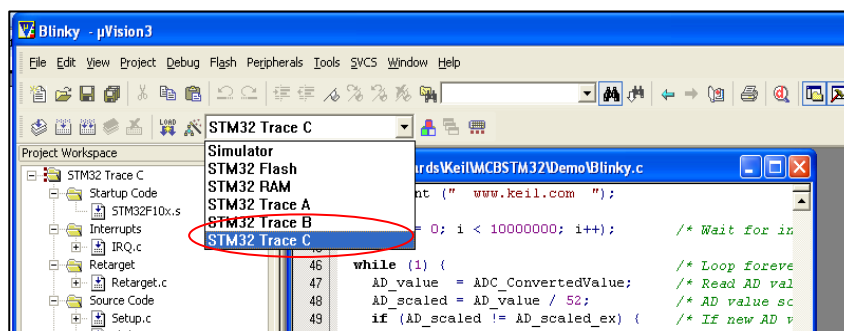 Blinky - µVision3
File Edit View Project Debug Flash Peripherals Tools SVCS Window Help
LOAD STM32 Trace C
Project Workspace
Simulator
STM32 Flash
STM32 RAM
STM32 Trace A
STM32 Trace B
STM32 Trace C
STM32 Trace C
Startup Code
STM32F10x.s
Interrupts
IRQ.c
Retarget
Retarget.c
Source Code
Setup.c
ards\Keil\MCBSTM32\Demo\Blinky.c
nt (" www.keil.com ");
= 0; i < 10000000; i++); /* Wait for in
46 while (1) { /* Loop foreve
47 AD_value = ADC_ConvertedValue; /* Read AD val
48 AD_scaled = AD_value / 52; /* AD value sc
49 if (AD_scaled != AD_scaled_ex) { /* If new AD v